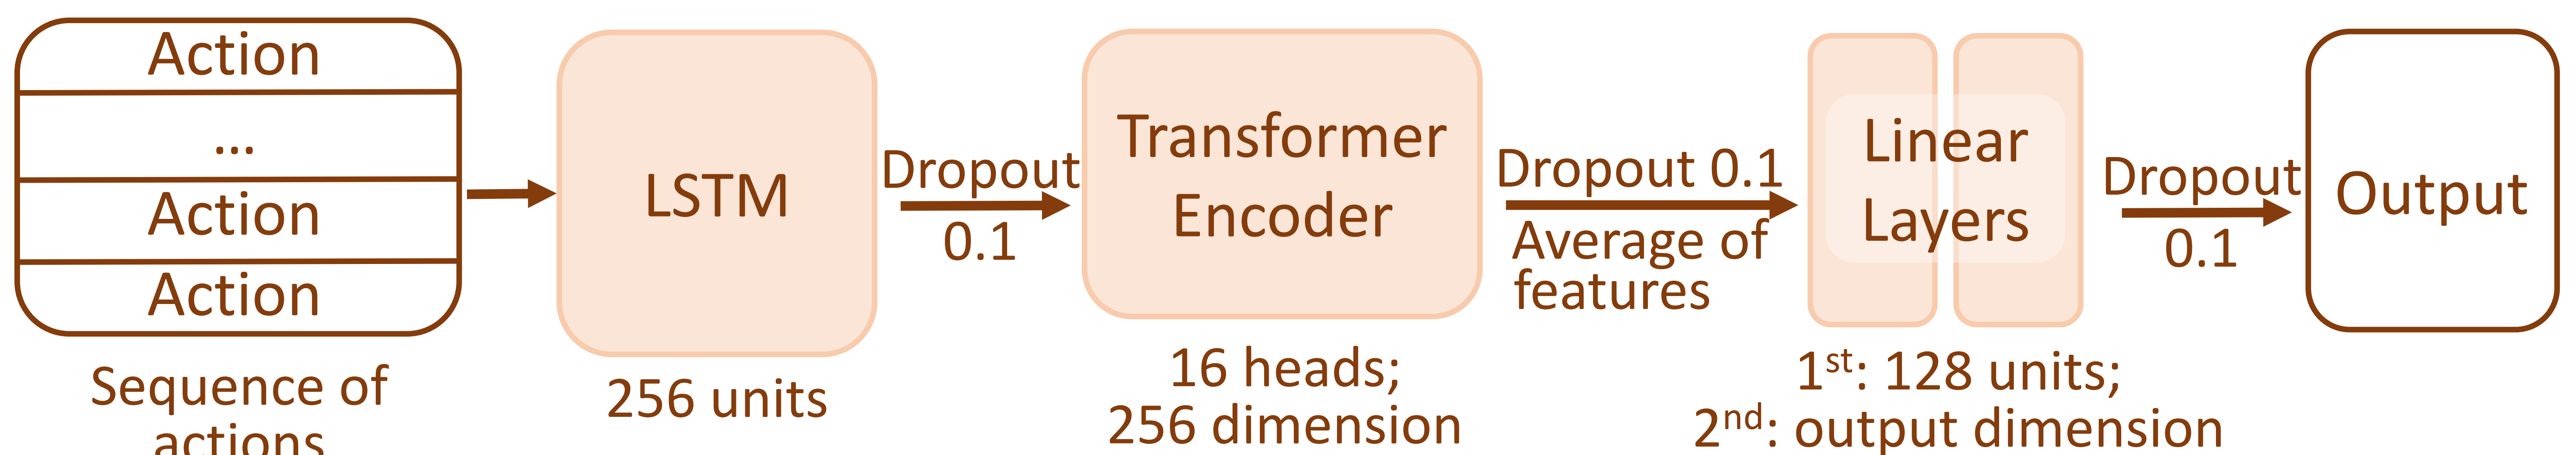 Action
...
Action
Action
Sequence of
actions
LSTM
256 units
Dropout
0.1
Transformer
Encoder
16 heads;
256 dimension
Dropout 0.1
Average of
features
Linear
Layers
1st: 128 units;
2nd: output dimension
Dropout
0.1
Output